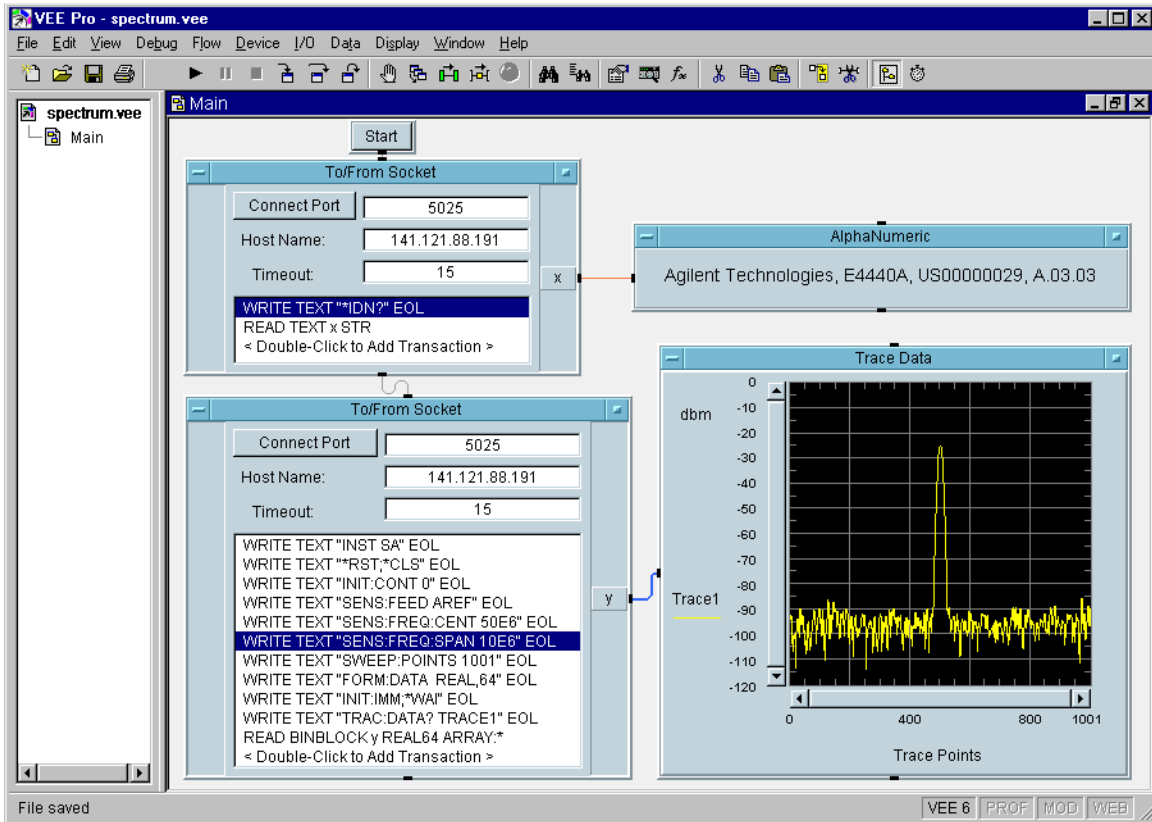 VEE Pro - spectrum.vee
File Edit View Debug Flow Device I/O Data Display Window Help
spectrum.vee
Main
Main
Start
To/From Socket
Connect Port 5025
Host Name: 141.121.88.191
Timeout: 15
x
WRITE TEXT "*IDN?" EOL
READ TEXT x STR
< Double-Click to Add Transaction >
AlphaNumeric
Agilent Technologies, E4440A, US00000029, A.03.03
To/From Socket
Connect Port 5025
Host Name: 141.121.88.191
Timeout: 15
WRITE TEXT "INST SA" EOL
WRITE TEXT "*RST;*CLS" EOL
WRITE TEXT "INIT:CONT 0" EOL
WRITE TEXT "SENS:FEED AREF" EOL
WRITE TEXT "SENS:FREQ:CENT 50E6" EOL
WRITE TEXT "SENS:FREQ:SPAN 10E6" EOL
WRITE TEXT "SWEEP:POINTS 1001" EOL
WRITE TEXT "FORM:DATA  REAL,64" EOL
WRITE TEXT "INIT:IMM;*WAI" EOL
WRITE TEXT "TRAC:DATA? TRACE1" EOL
READ BINBLOCK y REAL64 ARRAY:*
< Double-Click to Add Transaction >
y
Trace Data
dbm
Trace1
0
-10
-20
-30
-40
-50
-60
-70
-80
-90
-100
-110
-120
0 400 800 1001
Trace Points
File saved
VEE 6 PROF MOD WEB